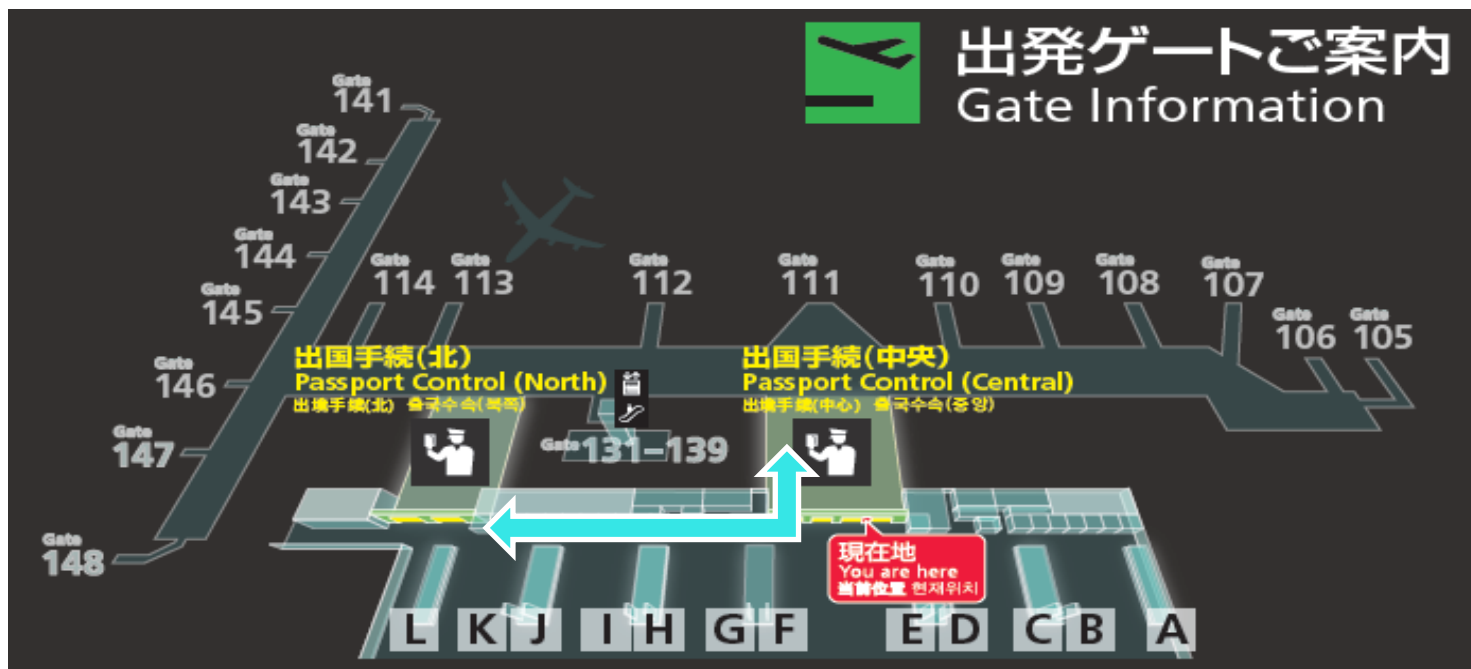 出発ゲートご案内
Gate Information
Gate
141
Gate
142
Gate
143
Gate
144
Gate
145
Gate
146
Gate
147
Gate
148
Gate
114
Gate
113
Gate
112
Gate
111
Gate
110
Gate
109
Gate
108
Gate
107
Gate
106
Gate
105
出国手続(北)
Passport Control (North)
出境手续(北) 출국수속(북쪽)
出国手続(中央)
Passport Control (Central)
出境手续(中心) 출국수속(중앙)
Gate 131-139
現在地
You are here
当前位置 현재위치
L K J I H G F E D C B A